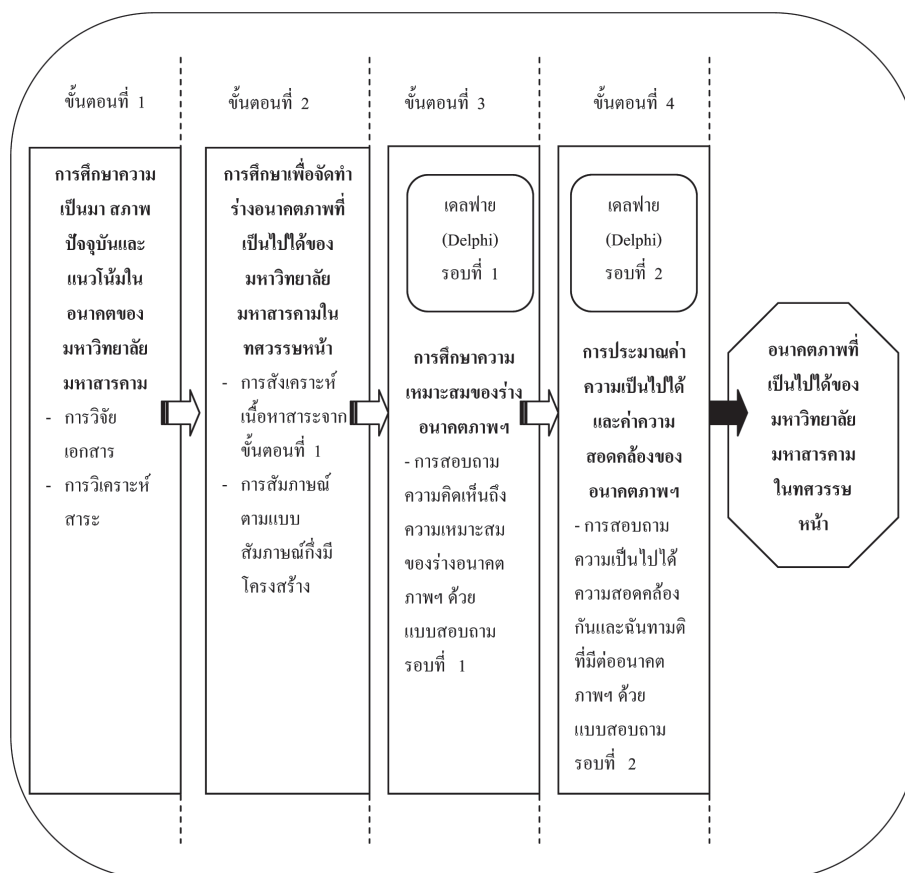 ขั้นตอนที่ 1
การศึกษาความ
เป็นมา สภาพ
ปัจจุบันและ
แนวโน้มใน
อนาคตของ
มหาวิทยาลัย
มหาสารคาม
- การวิจัย
เอกสาร
- การวิเคราะห์
สาระ
ขั้นตอนที่ 2
การศึกษาเพื่อจัดทำ
ร่างอนาคตภาพที่
เป็นไปได้ของ
มหาวิทยาลัย
มหาสารคามใน
ทศวรรษหน้า
- การสังเคราะห์
เนื้อหาสาระจาก
ขั้นตอนที่ 1
- การสัมภาษณ์
ตามแบบ
สัมภาษณ์กึ่งมี
โครงสร้าง
ขั้นตอนที่ 3
เดลฟาย
(Delphi)
รอบที่ 1
การศึกษาความ
เหมาะสมของร่าง
อนาคตภาพฯ
- การสอบถาม
ความคิดเห็นถึง
ความเหมาะสม
ของร่างอนาคต
ภาพฯ ด้วย
แบบสอบถาม
รอบที่ 1
ขั้นตอนที่ 4
เดลฟาย
(Delphi)
รอบที่ 2
การประมาณค่า
ความเป็นไปได้
และค่าความ
สอดคล้องของ
อนาคตภาพฯ
- การสอบถาม
ความเป็นไปได้
ความสอดคล้อง
กันและฉันทามติ
ที่มีต่ออนาคต
ภาพฯ ด้วย
แบบสอบถาม
รอบที่ 2
อนาคตภาพที่
เป็นไปได้ของ
มหาวิทยาลัย
มหาสารคาม
ในทศวรรษ
หน้า